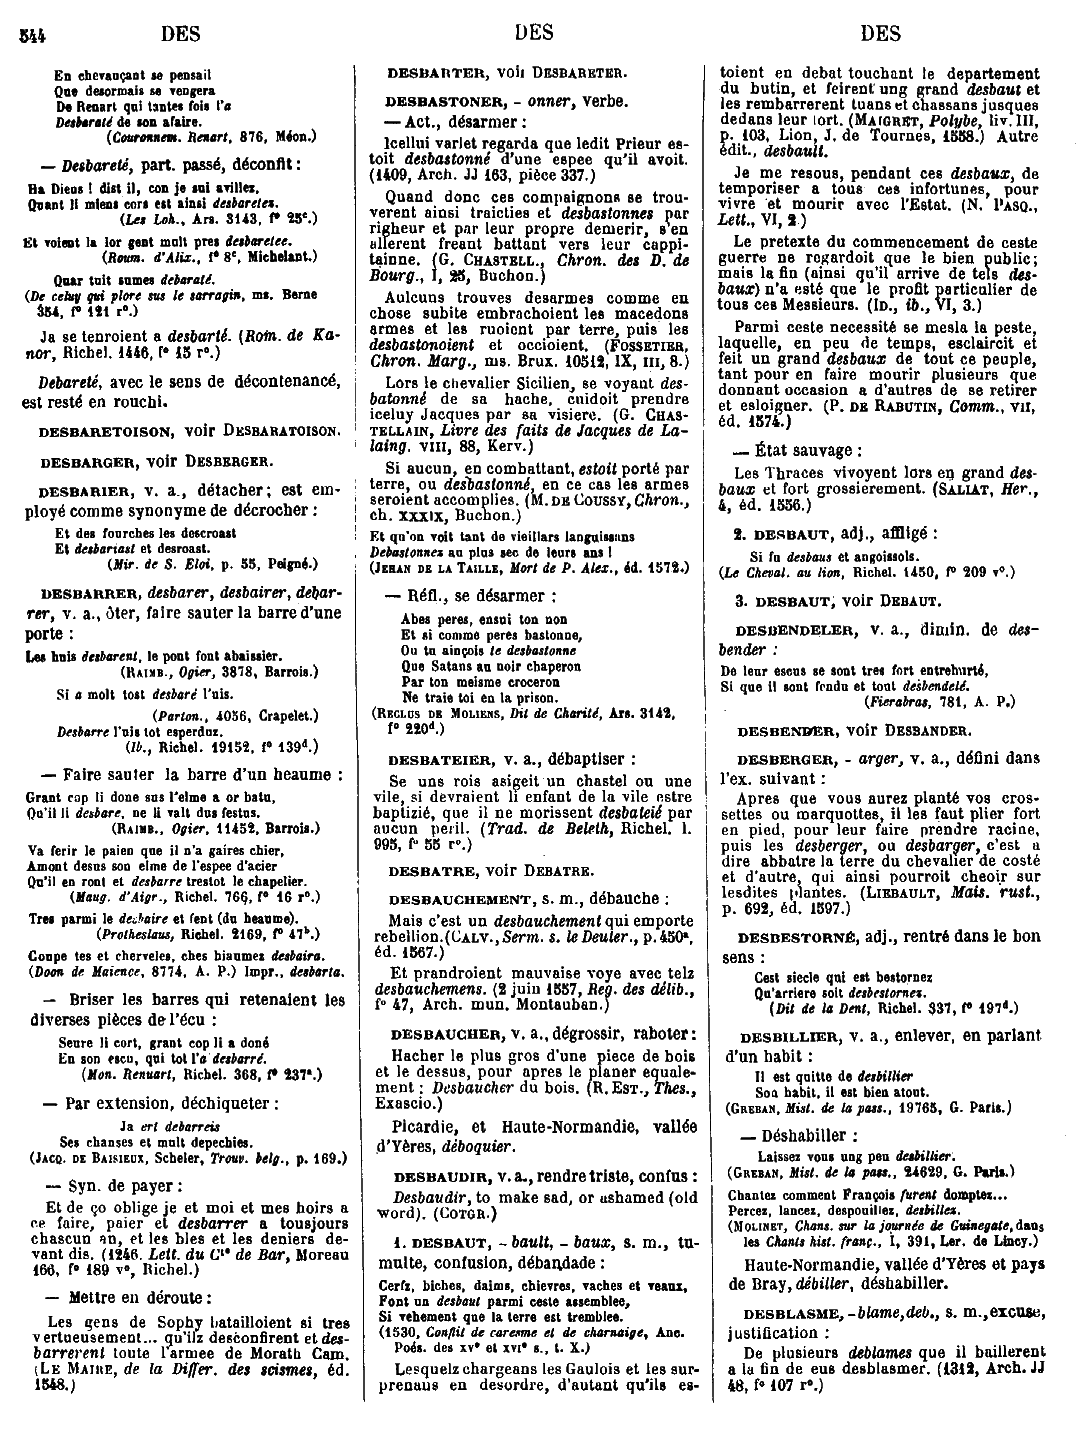 544 DES DES DES
En chevauçant se pensail
Que desormais se vengera
De Renart qui tantes fois l'a
Desbaraté de son afaire.
(Couronnem. Renart, 876, Méon.)
— Desbareté, part. passé, déconfit :
Ha Dieus ! dist il, con je sui avillez,
Quant li miens cors est ainsi desbaretes.
(Les Loh., Ars. 3143, f° 25ᶜ.)
Et voient la lor gent molt pres desbaretee.
(Roum. d'Alix., f° 8ᶜ, Michelant.)
Quar tuit sumes debaraté.
(De celuy qui plore sus le sarragin, ms. Berne
354, f° 121 r°.)
Ja se tenroient a desbarté. (Rom. de Ka-
nor, Richel. 1446, f° 15 r°.)
Debareté, avec le sens de décontenancé,
est resté en rouchi.
DESBARETOISON, voir DESBARATOISON.
DESBARGER, voir DESBERGER.
DESBARIER, v. a., détacher ; est em-
ployé comme synonyme de décrocher :
Et des fourches les descroast
Et desbariast et desroast.
(Mir. de S. Eloi, p. 55, Peigné.)
DESBARRER, desbarer, desbairer, debar-
rer, v. a., ôter, faire sauter la barre d'une
porte :
Les huis desbarent, le pont font abaissier.
(RAIMB., Ogier, 3878, Barrois.)
Si a molt tost desbaré l'uis.
(Parton., 4056, Crapelet.)
Desbarre l'uis tot esperduz.
(Ib., Richel. 19152, f° 139ᵈ.)
— Faire sauter la barre d'un heaume :
Grant cop li done sus l'elme a or batu,
Qu'il li desbare, ne li valt dus festus.
(RAIMB., Ogier, 11452, Barrois.)
Va ferir le paien que il n'a gaires chier,
Amont desus son elme de l'espee d'acier
Qu'il en ront et desbarre trestot le chapelier.
(Maug. d'Aigr., Richel. 766, f° 16 r°.)
Tres parmi le desbaire et fent (du heaume).
(Protheslaus, Richel. 2169, f° 47ᵇ.)
Coupe tes et cherveles, ches biaumes desbaira.
(Doon de Maience, 8774, A. P.) Impr., desbarta.
— Briser les barres qui retenaient les
diverses pièces de l'écu :
Seure li cort, grant cop li a doné
En son escu, qui tot l'a desbarré.
(Mon. Renuart, Richel. 368, f° 237ᵃ.)
— Par extension, déchiqueter :
Ja ert debarreis
Ses chanses et mult depechies.
(JACQ. DE BAISIEUX, Scheler, Trouv. belg., p. 169.)
— Syn. de payer :
Et de ço oblige je et moi et mes hoirs a
ce faire, paier et desbarrer a tousjours
chascun an, et les bles et les deniers de-
vant dis. (1246. Lett. du Cᵗᵉ de Bar, Moreau
166, f° 189 v°, Richel.)
— Mettre en déroute :
Les gens de Sophy batailloient si tres
vertueusement... qu'ilz desconfirent et des-
barrerent toute l'armee de Morath Cam.
(LE MAIRE, de la Differ. des scismes, éd.
1548.)
DESBARTER, voir DESBARETER.
DESBASTONER, - onner, verbe.
— Act., désarmer :
Icellui varlet regarda que ledit Prieur es-
toit desbastonné d'une espee qu'il avoit.
(1409, Arch. JJ 163, pièce 337.)
Quand donc ces compaignons se trou-
verent ainsi traicties et desbastonnes par
righeur et par leur propre demerir, s'en
allerent freant battant vers leur cappi-
tainne. (G. CHASTELL., Chron. des D. de
Bourg., I, 25, Buchon.)
Aulcuns trouves desarmes comme en
chose subite embrachoient les macedons
armes et les ruoient par terre, puis les
desbastonoient et occioient. (FOSSETIER,
Chron. Marg., ms. Brux. 10512, IX, III, 8.)
Lors le chevalier Sicilien, se voyant des-
batonné de sa hache, cuidoit prendre
iceluy Jacques par sa visiere. (G. CHAS-
TELLAIN, Livre des faits de Jacques de La-
laing. VIII, 88, Kerv.)
Si aucun, en combattant, estoit porté par
terre, ou desbastonné, en ce cas les armes
seroient accomplies. (M. DE COUSSY, Chron.,
ch. XXXIX, Buchon.)
Et qu'on voit tant de vieillars languissans
Debastonnez au plus sec de leurs ans !
(JEHAN DE LA TAILLE, Mort de P. Alex., éd. 1572.)
— Réfl., se désarmer :
Abes peres, ensui ton non
Et si comme peres bastonne,
Ou tu ainçois te desbastonne
Que Satans au noir chaperon
Par ton meisme croceron
Ne traie toi en la prison.
(RECLUS DE MOLIENS, Dit de Charité, Ars. 3142,
f° 220ᵈ.)
DESBATEIER, v. a., débaptiser :
Se uns rois asigeit un chastel ou une
vile, si devraient li enfant de la vile estre
baptizié, que il ne morissent desbateié par
aucun peril. (Trad. de Beleth, Richel. l.
995, f° 55 r°.)
DESBATRE, voir DEBATRE.
DESBAUCHEMENT, s. m., débauche :
Mais c'est un desbauchement qui emporte
rebellion. (CALV., Serm. s. le Deuter., p. 450ᵃ,
éd. 1567.)
Et prandroient mauvaise voye avec telz
desbauchemens. (2 juin 1557, Reg. des délib.,
f° 47, Arch. mun. Montauban.)
DESBAUCHER, v. a., dégrossir, raboter :
Hacher le plus gros d'une piece de bois
et le dessus, pour apres le planer equale-
ment : Desbaucher du bois. (R. EST., Thes.,
Exascio.)
Picardie, et Haute-Normandie, vallée
d'Yères, déboquier.
DESBAUDIR, v. a., rendre triste, confus :
Desbaudir, to make sad, or ashamed (old
word). (COTGR.)
1. DESBAUT, - bault, - baux, s. m., tu-
multe, confusion, débandade :
Cerfz, biches, daims, chievres, vaches et veaux,
Font un desbaut parmi ceste assemblee,
Si vehement que la terre est tremblee.
(1530, Conflit de caresme et de charnaige, Anc.
Poés. des XVᵉ et XVIᵉ s., t. X.)
Lesquelz chargeans les Gaulois et les sur-
prenans en desordre, d'autant qu'ils es-
toient en debat touchant le departement
du butin, et feirent ung grand desbaut et
les rembarrerent tuans et chassans jusques
dedans leur fort. (MAIGRET, Polybe, liv. III,
p. 103, Lion, J. de Tournes, 1558.) Autre
édit., desbault.
Je me resous, pendant ces desbaux, de
temporiser a tous ces infortunes, pour
vivre et mourir avec l'Estat. (N. PASQ.,
Lett., VI, 2.)
Le pretexte du commencement de ceste
guerre ne regardoit que le bien public ;
mais la fin (ainsi qu'il arrive de tels des-
baux) n'a esté que le profit particulier de
tous ces Messieurs. (ID., ib., VI, 3.)
Parmi ceste necessité se mesla la peste,
laquelle, en peu de temps, esclaircit et
feit un grand desbaux de tout ce peuple,
tant pour en faire mourir plusieurs que
donnant occasion a d'autres de se retirer
et esloigner. (P. DE RABUTIN, Comm., VII,
éd. 1574.)
— État sauvage :
Les Thraces vivoyent lors en grand des-
baux et fort grossierement. (SALIAT, Her.,
4, éd. 1556.)
2. DESBAUT, adj., affligé :
Si fu desbaus et angoissols.
(Le Cheval. au lion, Richel. 1450, f° 209 v°.)
3. DESBAUT, voir DEBAUT.
DESBENDELER, v. a., dimin. de des-
bender :
De leur escus se sont tres fort entrehurté,
Si que il sont fendu et tout desbendelé.
(Fierabras, 781, A. P.)
DESBENDER, voir DESBANDER.
DESBERGER, - arger, v. a., défini dans
l'ex. suivant :
Apres que vous aurez planté vos cros-
settes ou marquottes, il les faut plier fort
en pied, pour leur faire prendre racine,
puis les desberger, ou desbarger, c'est a
dire abbatre la terre du chevalier de costé
et d'autre, qui ainsi pourroit cheoir sur
lesdites plantes. (LIEBAULT, Mais. rust.,
p. 692, éd. 1597.)
DESBESTORNÉ, adj., rentré dans le bon
sens :
Cest siecle qui est bestornez
Qu'arriere soit desbestornez.
(Dit de la Dent, Richel. 337, f° 197ᵈ.)
DESBILLIER, v. a., enlever, en parlant
d'un habit :
Il est quitte de desbillier
Son habit, il est bien atout.
(GREBAN, Mist. de la pass., 19765, G. Paris.)
— Déshabiller :
Laissez vous ung peu desbillier.
(GREBAN, Mist. de la pass., 24629, G. Paris.)
Chantez comment François furent domptez...
Percez, lancez, despouillez, desbillez.
(MOLINET, Chans. sur la journée de Guinegate, dans
les Chants hist. franç., I, 391, Ler. de Lincy.)
Haute-Normandie, vallée d'Yères et pays
de Bray, débiller, déshabiller.
DESBLASME, - blame, deb., s. m., excuse,
justification :
De plusieurs deblames que il baillerent
a la fin de eus desblasmer. (1312, Arch. JJ
48, f° 107 r°.)